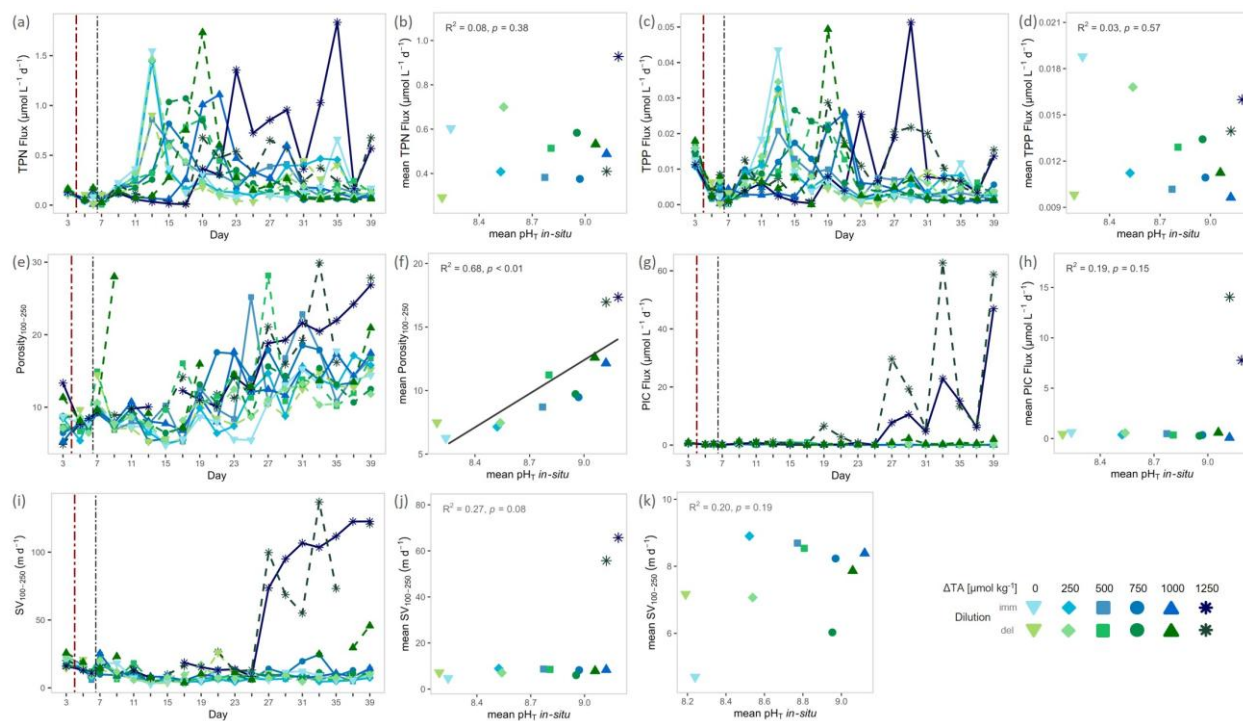 (a)
TPN Flux (µmol L⁻¹ d⁻¹)
1.5
1.0
0.5
0.0
3 7 11 15 19 23 27 31 35 39
Day
(b)
R² = 0.08, p = 0.38
mean TPN Flux (µmol L⁻¹ d⁻¹)
1.0
0.8
0.6
0.4
8.4 8.7 9.0
mean pH_T in-situ
(c)
TPP Flux (µmol L⁻¹ d⁻¹)
0.05
0.04
0.03
0.02
0.01
0.00
3 7 11 15 19 23 27 31 35 39
Day
(d)
R² = 0.03, p = 0.57
mean TPP Flux (µmol L⁻¹ d⁻¹)
0.021
0.018
0.015
0.012
0.009
8.4 8.7 9.0
mean pH_T in-situ
(e)
Porosity₁₀₀₋₂₅₀
30
20
10
3 7 11 15 19 23 27 31 35 39
Day
(f)
R² = 0.68, p < 0.01
mean Porosity₁₀₀₋₂₅₀
20
15
10
5
8.4 8.7 9.0
mean pH_T in-situ
(g)
PIC Flux (µmol L⁻¹ d⁻¹)
60
40
20
0
3 7 11 15 19 23 27 31 35 39
Day
(h)
R² = 0.19, p = 0.15
mean PIC Flux (µmol L⁻¹ d⁻¹)
15
10
5
0
8.4 8.7 9.0
mean pH_T in-situ
(i)
SV₁₀₀₋₂₅₀ (m d⁻¹)
100
50
0
3 7 11 15 19 23 27 31 35 39
Day
(j)
R² = 0.27, p = 0.08
mean SV₁₀₀₋₂₅₀ (m d⁻¹)
80
60
40
20
0
8.4 8.7 9.0
mean pH_T in-situ
(k)
R² = 0.20, p = 0.19
mean SV₁₀₀₋₂₅₀ (m d⁻¹)
10
8
6
4
8.2 8.4 8.6 8.8 9.0
mean pH_T in-situ
ΔTA [µmol kg⁻¹] 0 250 500 750 1000 1250
Dilution
imm
del